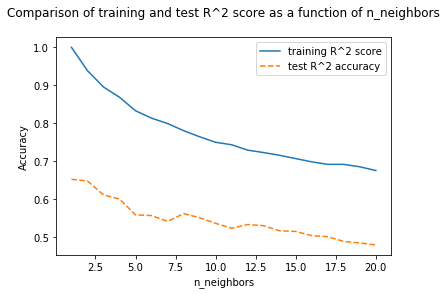 Comparison of training and test R^2 score as a function of n_neighbors
training R^2 score
test R^2 accuracy
Accuracy
1.0
0.9
0.8
0.7
0.6
0.5
2.5 5.0 7.5 10.0 12.5 15.0 17.5 20.0
n_neighbors